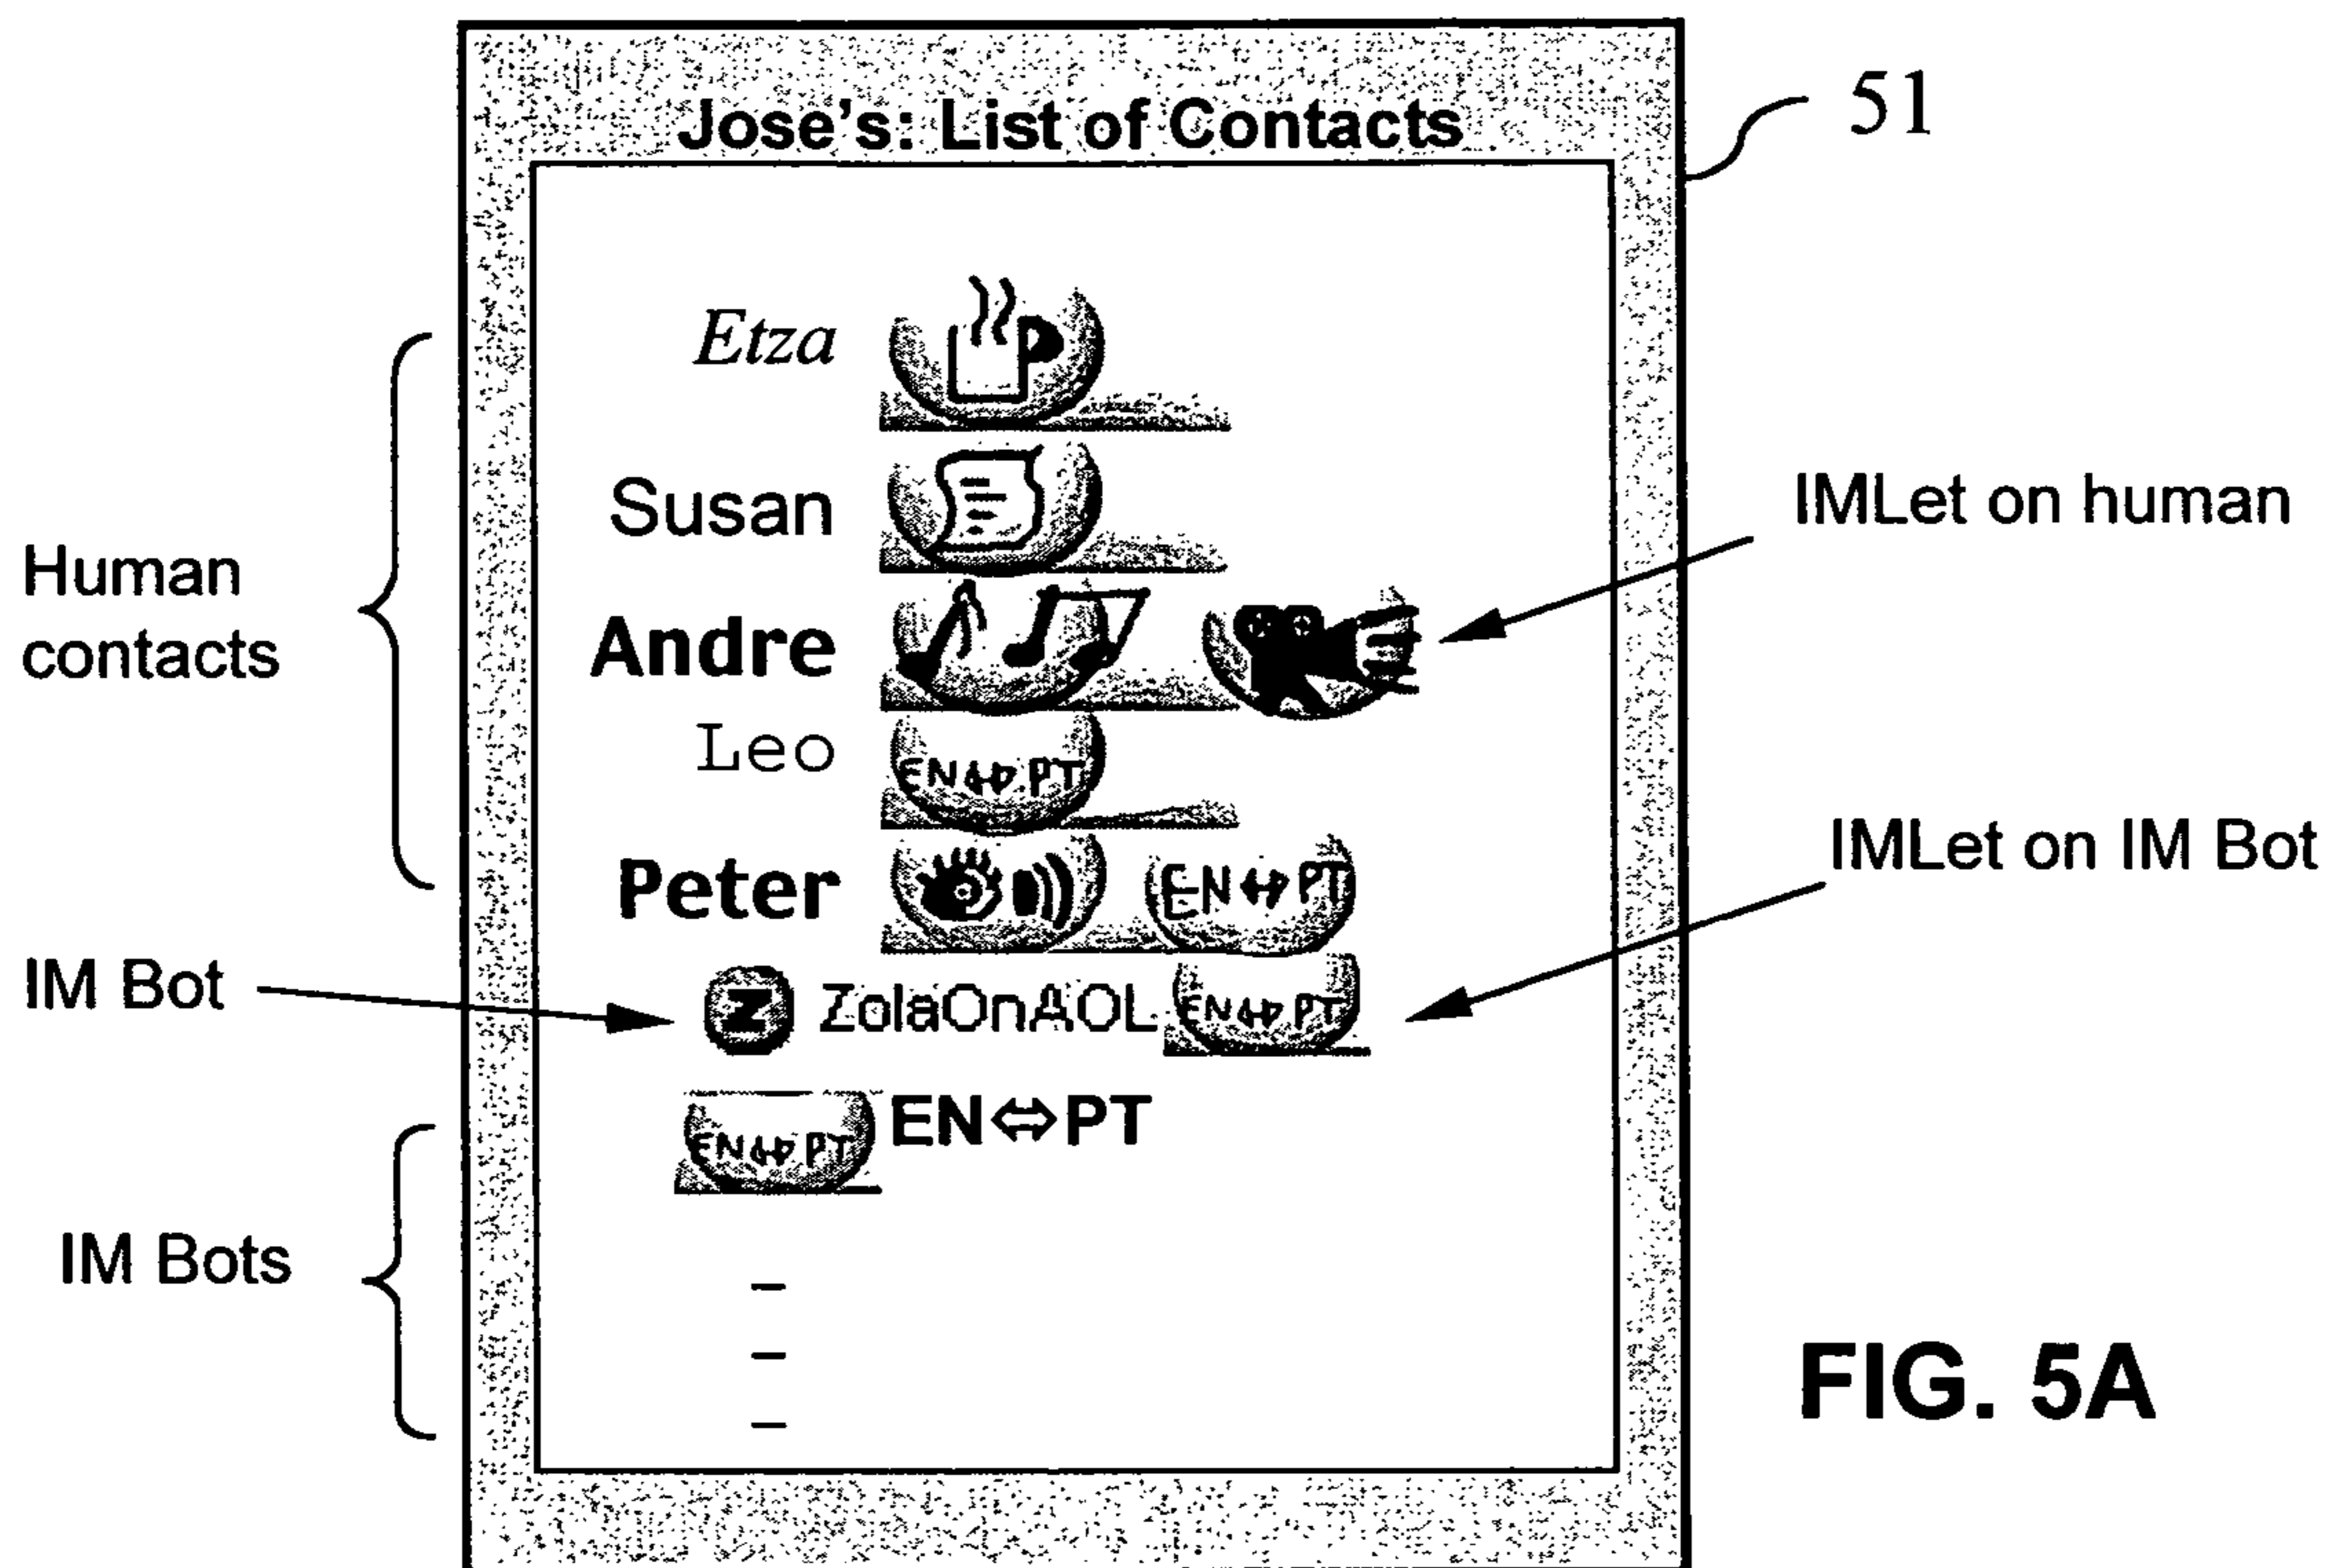 Jose's: List of Contacts
51
Etza
Susan
IMLet on human
Human
contacts
Andre
Leo
EN⇔PT
IMLet on IM Bot
Peter
EN⇔PT
IM Bot
Z ZolaOnAOL EN⇔PT
EN⇔PT EN⇔PT
IM Bots
FIG. 5A